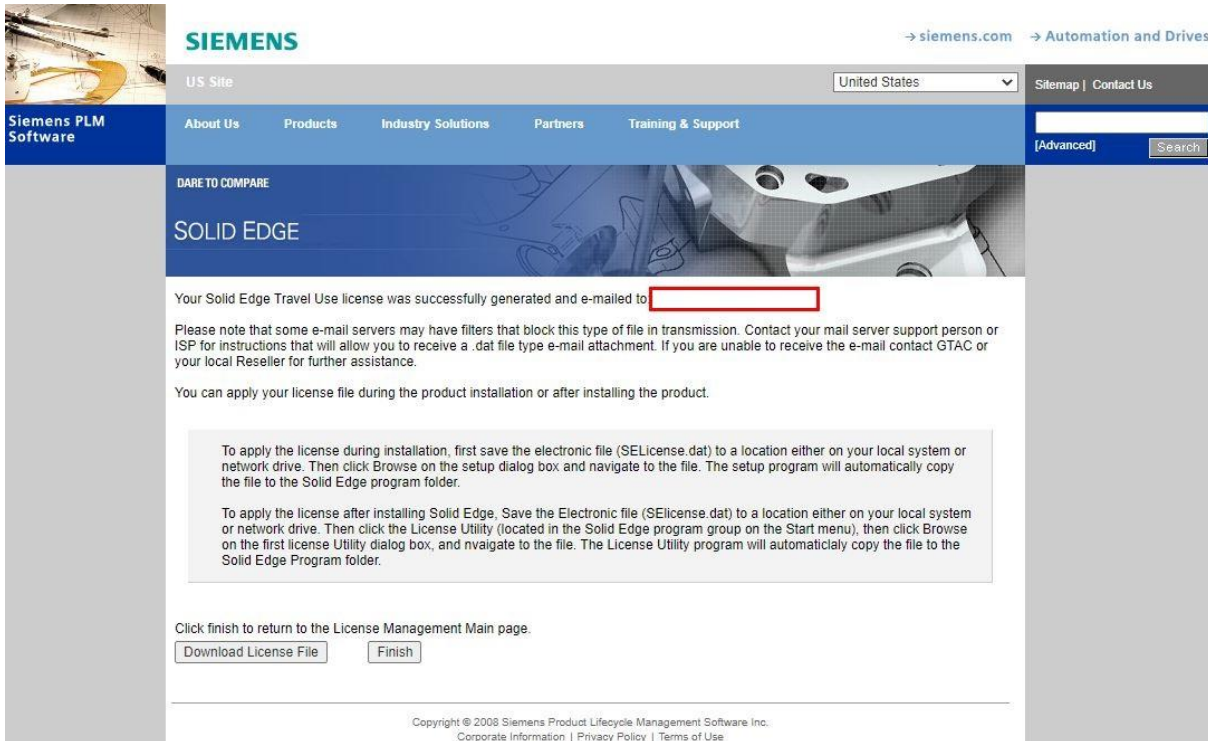 SIEMENS
→ siemens.com → Automation and Drives
US Site
United States
Sitemap | Contact Us
Siemens PLM
Software
About Us Products Industry Solutions Partners Training & Support
[Advanced] Search
DARE TO COMPARE
SOLID EDGE
Your Solid Edge Travel Use license was successfully generated and e-mailed to:
Please note that some e-mail servers may have filters that block this type of file in transmission. Contact your mail server support person or
ISP for instructions that will allow you to receive a .dat file type e-mail attachment. If you are unable to receive the e-mail contact GTAC or
your local Reseller for further assistance.
You can apply your license file during the product installation or after installing the product.
To apply the license during installation, first save the electronic file (SELicense.dat) to a location either on your local system or
network drive. Then click Browse on the setup dialog box and navigate to the file. The setup program will automatically copy
the file to the Solid Edge program folder.
To apply the license after installing Solid Edge, Save the Electronic file (SElicense.dat) to a location either on your local system
or network drive. Then click the License Utility (located in the Solid Edge program group on the Start menu), then click Browse
on the first license Utility dialog box, and nvaigate to the file. The License Utility program will automaticlaly copy the file to the
Solid Edge Program folder.
Click finish to return to the License Management Main page.
Download License File Finish
Copyright © 2008 Siemens Product Lifecycle Management Software Inc.
Corporate Information | Privacy Policy | Terms of Use